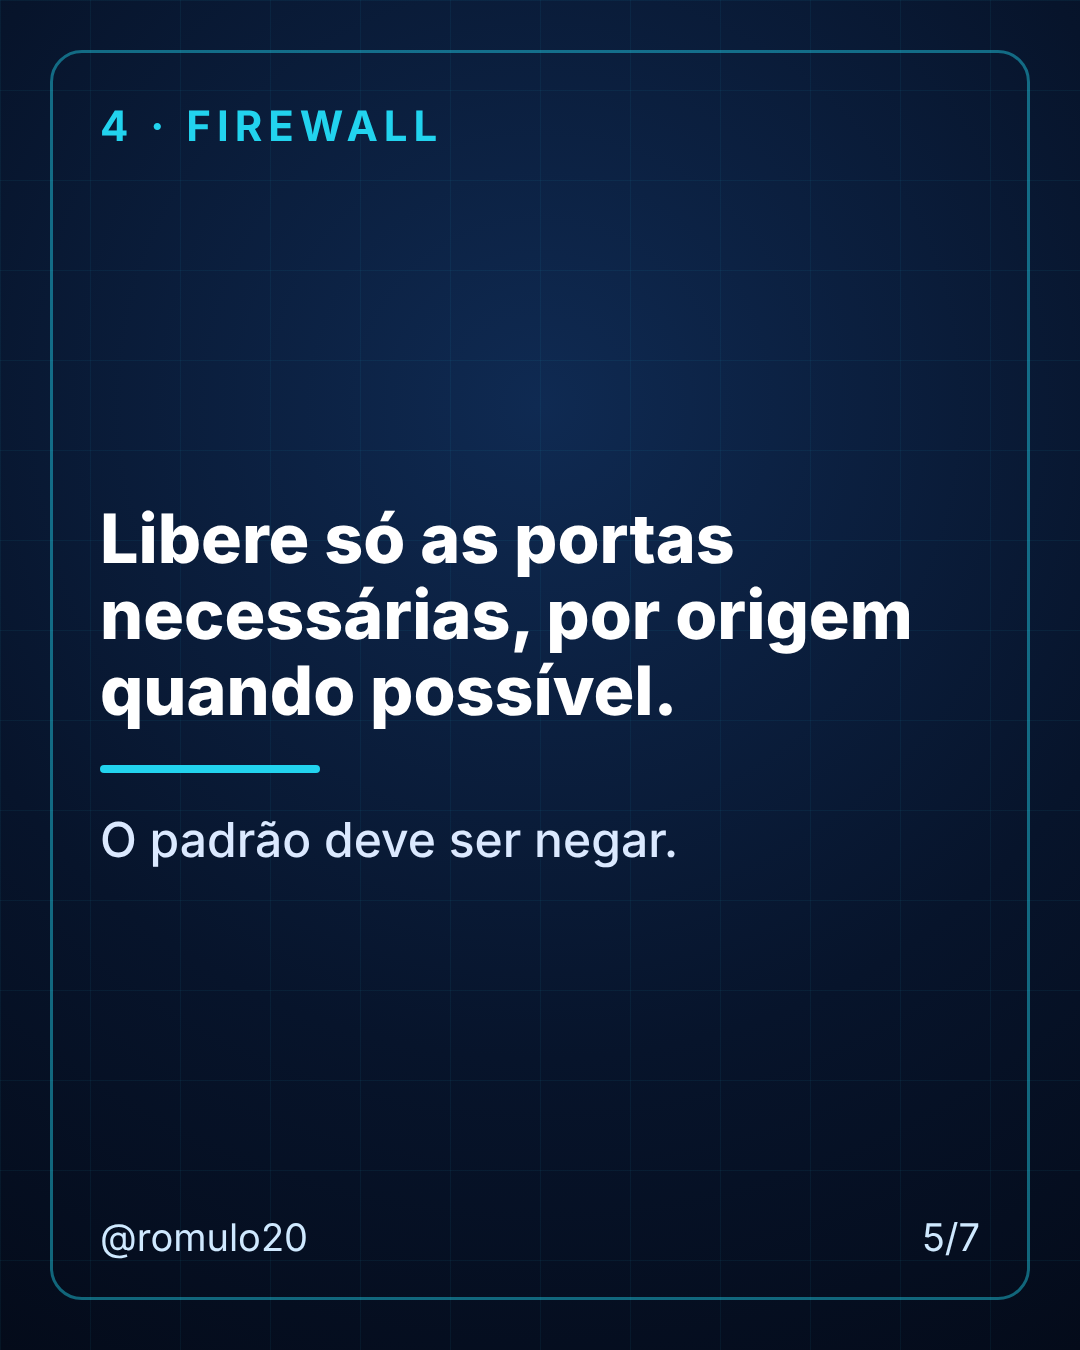 4 · FIREWALL
Libere só as portas
necessárias, por origem
quando possível.
O padrão deve ser negar.
@romulo20
5/7